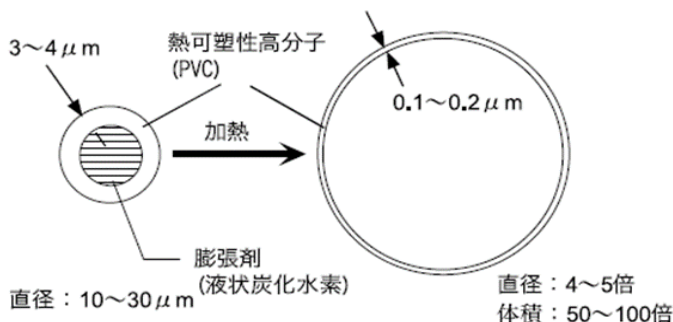 3～4μm
熱可塑性高分子
(PVC)
0.1～0.2μm
加熱
膨張剤
(液状炭化水素)
直径：10～30μm
直径：4～5倍
体積：50～100倍